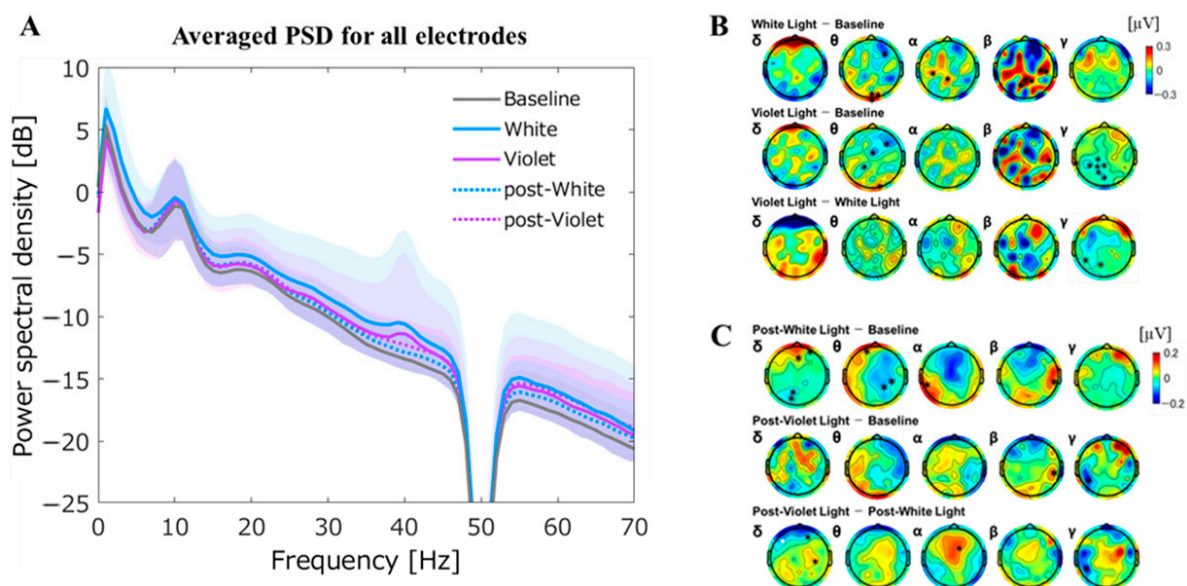 A
Averaged PSD for all electrodes
Power spectral density [dB]
10
5
0
−5
−10
−15
−20
−25
0
10
20
30
40
50
60
70
Frequency [Hz]
Baseline
White
Violet
post-White
post-Violet
B
White Light − Baseline
[µV]
δ θ α β γ
0.3
0
−0.3
Violet Light − Baseline
δ θ α β γ
Violet Light − White Light
δ θ α β γ
C
Post-White Light − Baseline
[µV]
δ θ α β γ
0.2
0
−0.2
Post-Violet Light − Baseline
δ θ α β γ
Post-Violet Light − Post-White Light
δ θ α β γ